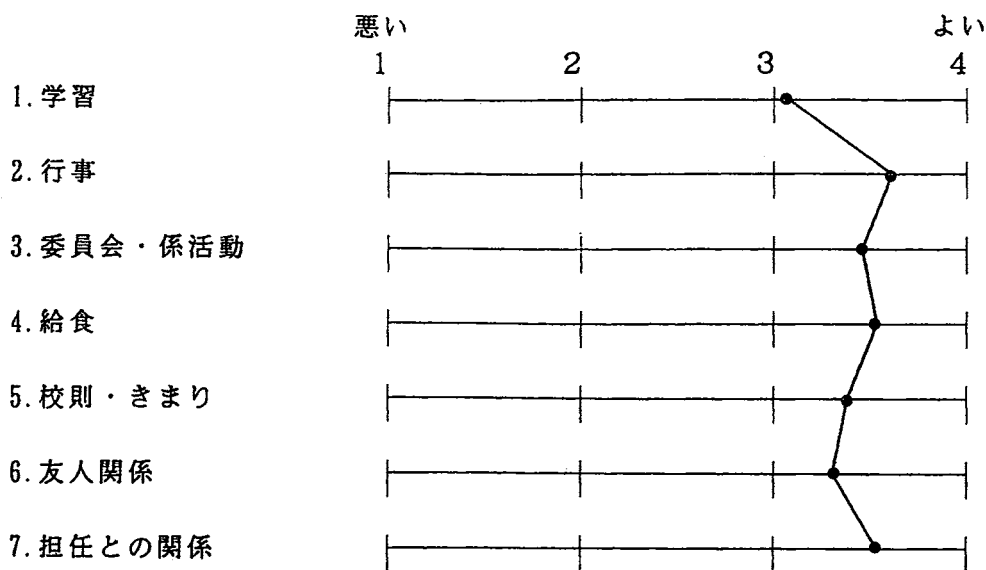 悪い よい
1 2 3 4
1.学習
2.行事
3.委員会・係活動
4.給食
5.校則・きまり
6.友人関係
7.担任との関係